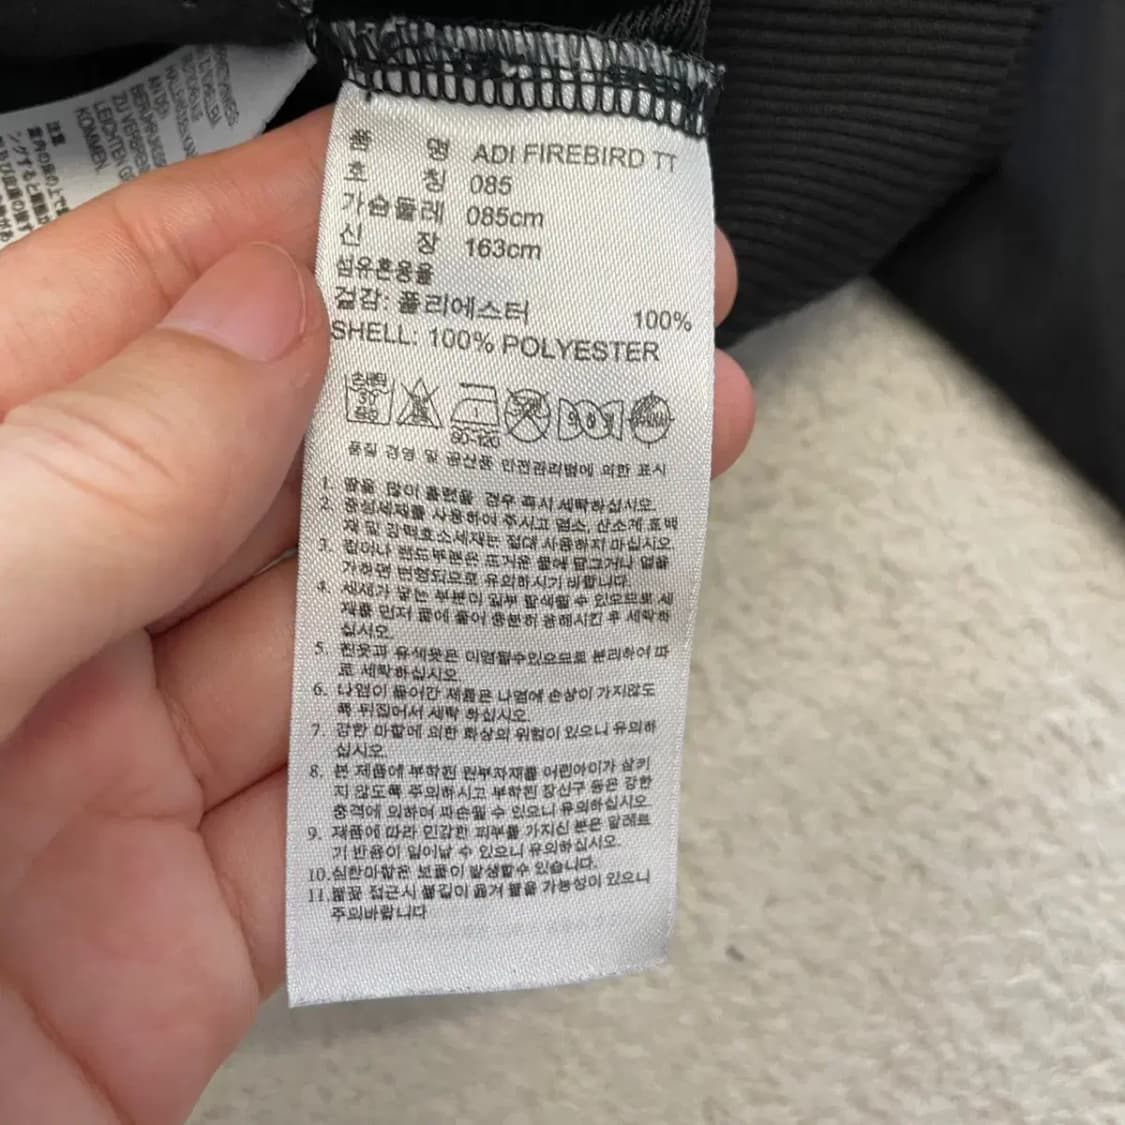 품 명 ADI FIREBIRD TT
호 칭 085
가슴둘레 085cm
신 장 163cm
섬유혼용율
겉감: 폴리에스터 100%
SHELL: 100% POLYESTER
손세탁
30
중성
80-120
품질 경영 및 공산품 안전관리법에 의한 표시
1. 땀을 많이 흘렸을 경우 즉시 세탁하십시오.
2. 중성세제를 사용하여 주시고 염소, 산소계 표백
제 및 강력효소세제는 절대 사용하지 마십시오.
3. 컬이나 밴드부분은 뜨거운 물에 담그거나 열을
가하면 변형되므로 유의하시기 바랍니다.
4. 세제가 닿는 부분이 일부 탈색될 수 있으므로 세
제를 먼저 물에 풀어 충분히 용해시킨 후 세탁하
십시오.
5. 흰옷과 유색옷은 이염될수있으므로 분리하여 따
로 세탁하십시오
6. 나염이 들어간 제품은 나염에 손상이 가지않도
록 뒤집어서 세탁 하십시오.
7. 강한 마찰에 의한 화상의 위험이 있으니 유의하
십시오.
8. 본 제품에 부착된 원부자재를 어린아이가 삼키
지 않도록 주의하시고 부착된 장신구 등은 강한
충격에 의하여 파손될 수 있으니 유의하십시오.
9. 제품에 따라 민감한 피부를 가지신 분은 알레르
기 반응이 일어날 수 있으니 유의하십시오.
10.심한마찰은 보풀이 발생할수 있습니다.
11.불꽃 접근시 불길이 옮겨 붙을 가능성이 있으니
주의바랍니다
AN DIE
ZU VERER
LEICHTEN
KOMMEN.
注意